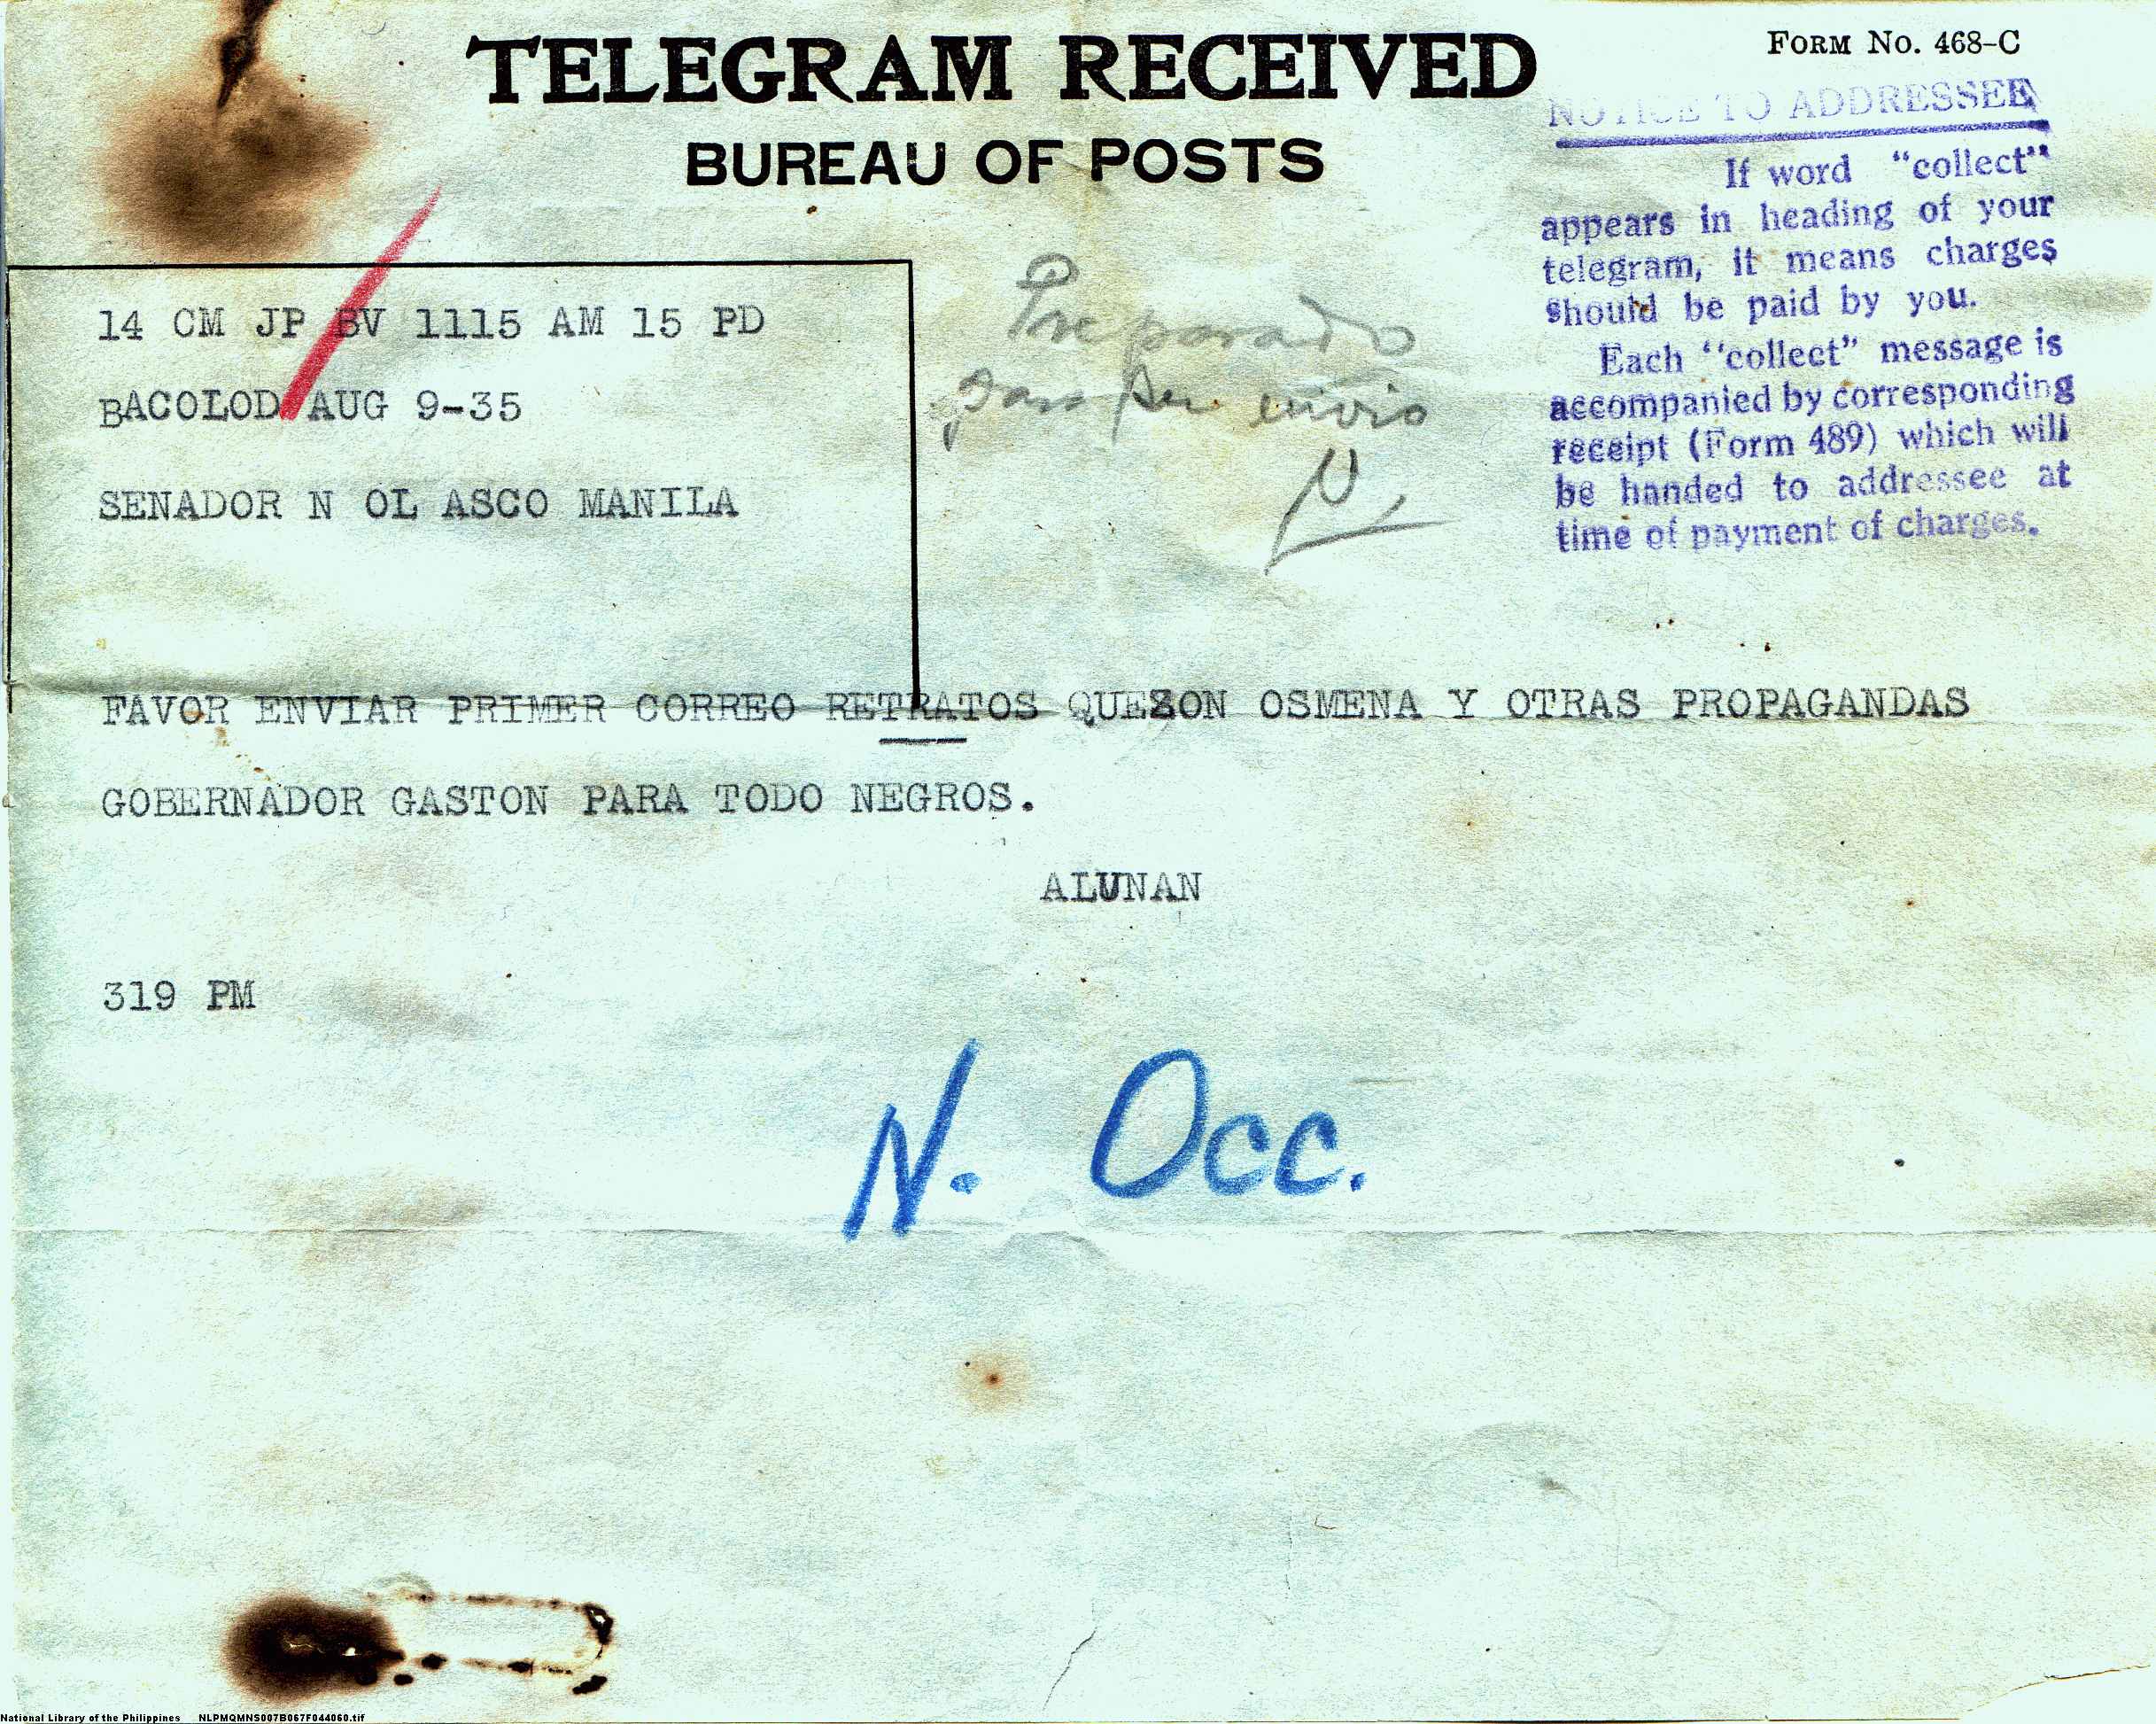 TELEGRAM RECEIVED
BUREAU OF POSTS
FORM NO. 468-C
NOTICE TO ADDRESSEE
If word "collect"
appears in heading of your
telegram, it means charges
should be paid by you.
Each "collect" message is
accompanied by corresponding
receipt (Form 489) which will
be handed to addressee at
time of payment of charges.
14 CM JP BV 1115 AM 15 PD
BACOLOD AUG 9-35
SENADOR N OL ASCO MANILA
Preparado
para su envio
FAVOR ENVIAR PRIMER CORREO RETRATOS QUEZON OSMENA Y OTRAS PROPAGANDAS
GOBERNADOR GASTON PARA TODO NEGROS.
ALUNAN
319 PM
N. Occ.
National Library of the Philippines NLPMQMNS007B067F044060.tif